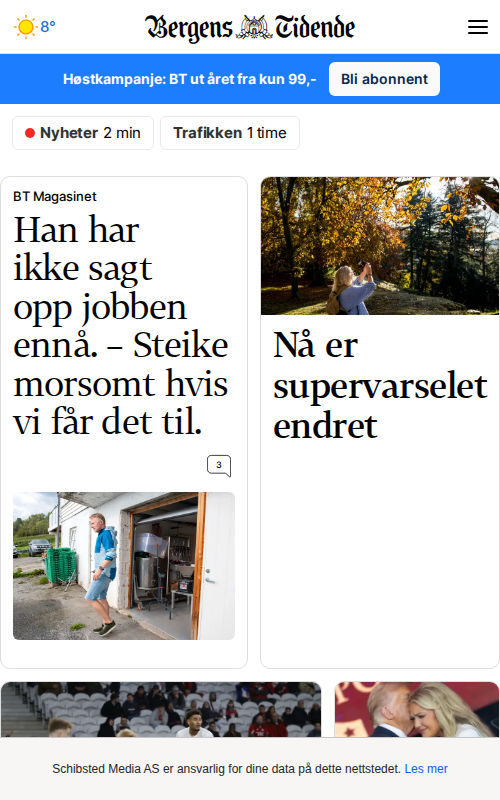 8°
Bergens Tidende
Høstkampanje: BT ut året fra kun 99,-
Bli abonnent
Nyheter 2 min
Trafikken 1 time
BT Magasinet
Han har
ikke sagt
opp jobben
ennå. – Steike
morsomt hvis
vi får det til.
3
Nå er
supervarselet
endret
Schibsted Media AS er ansvarlig for dine data på dette nettstedet. Les mer